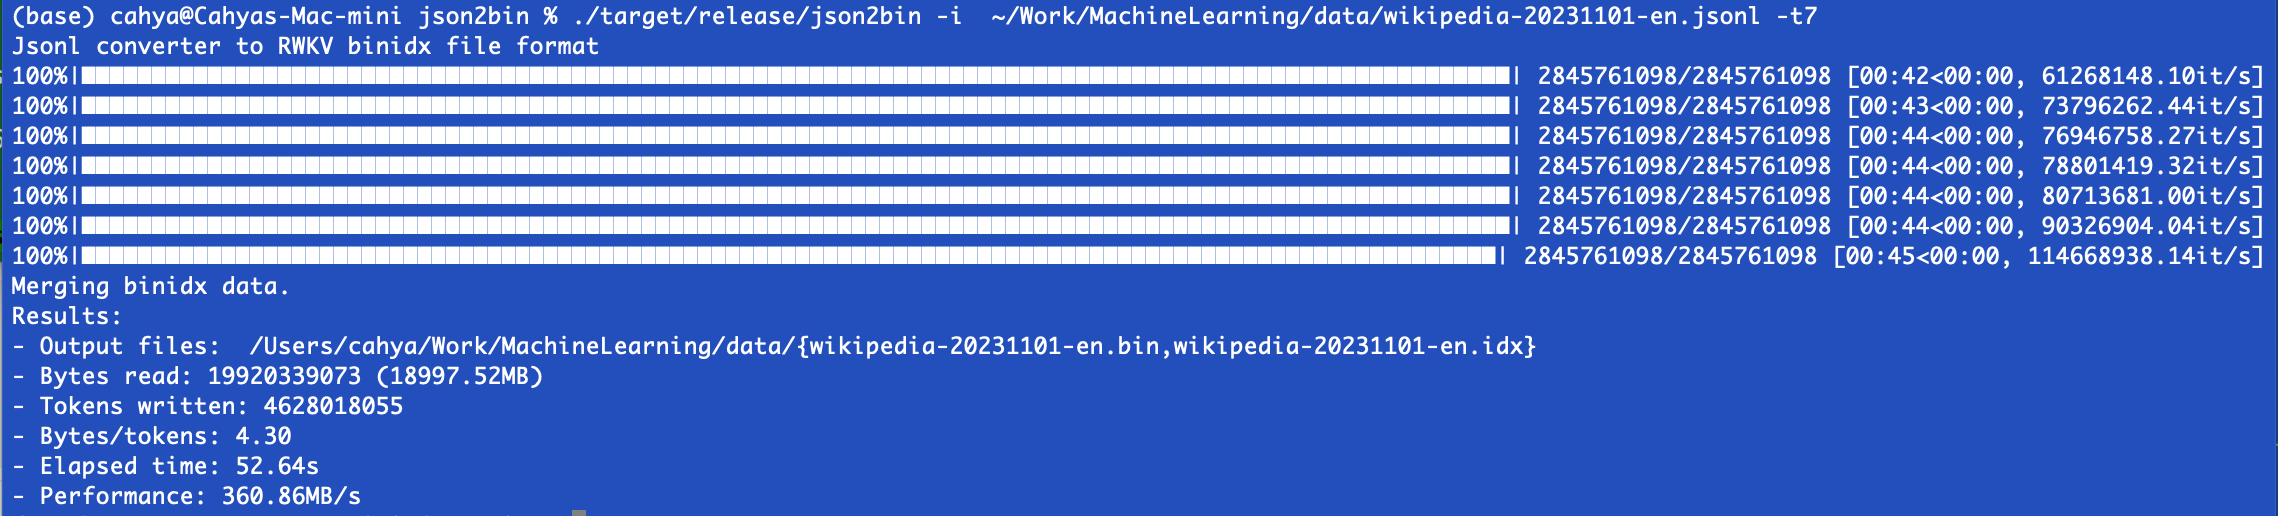 (base) cahya@Cahyas-Mac-mini json2bin % ./target/release/json2bin -i  ~/Work/MachineLearning/data/wikipedia-20231101-en.jsonl -t7
Jsonl converter to RWKV binidx file format
100%| | 2845761098/2845761098 [00:42<00:00, 61268148.10it/s]
100%| | 2845761098/2845761098 [00:43<00:00, 73796262.44it/s]
100%| | 2845761098/2845761098 [00:44<00:00, 76946758.27it/s]
100%| | 2845761098/2845761098 [00:44<00:00, 78801419.32it/s]
100%| | 2845761098/2845761098 [00:44<00:00, 80713681.00it/s]
100%| | 2845761098/2845761098 [00:44<00:00, 90326904.04it/s]
100%| | 2845761098/2845761098 [00:45<00:00, 114668938.14it/s]
Merging binidx data.
Results:
- Output files:  /Users/cahya/Work/MachineLearning/data/{wikipedia-20231101-en.bin,wikipedia-20231101-en.idx}
- Bytes read: 19920339073 (18997.52MB)
- Tokens written: 4628018055
- Bytes/tokens: 4.30
- Elapsed time: 52.64s
- Performance: 360.86MB/s